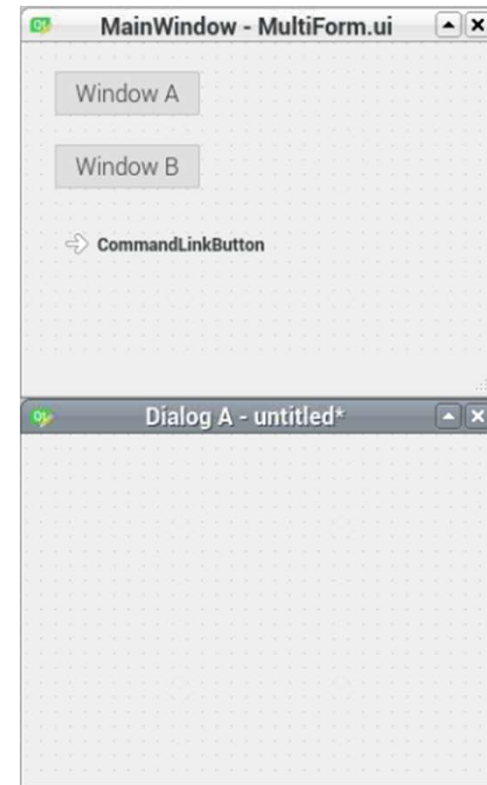 MainWindow - MultiForm.ui
Window A
Window B
CommandLinkButton
Dialog A - untitled*